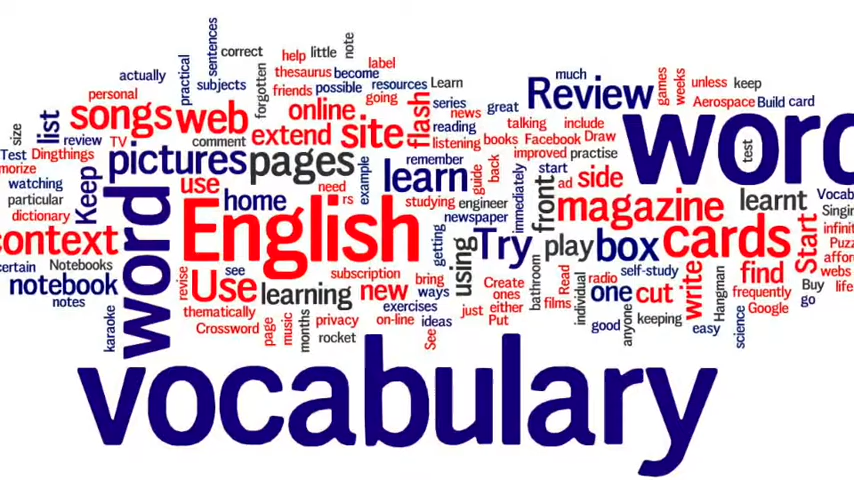 sentences
correct
help
little
note
label
actually
practical
thesaurus
become
subjects
forgotten
friends
possible
resources
Learn
personal
going
much
games
weeks
unless
keep
Aerospace
Build
card
songs
web
online
flash
series
news
great
Review
size
list
review
TV
comment
extend
site
reading
listening
talking
include
books
Facebook
Draw
word
test
Test
Dingthings
pictures
pages
remember
improved
practise
watching
Keep
use
need
rs
example
learn
guide
back
immediately
start
ad
side
particular
dictionary
word
home
English
studying
engineer
newspaper
front
magazine
learnt
context
getting
using
Try
play
box
cards
Start
Notebooks
notebook
notes
revise
see
Use
learning
subscription
new
bring
ways
Create
ones
bathroom
Read
radio
self-study
individual
films
one
cut
write
Hangman
find
frequently
Google
Buy
go
life
webs
karaoke
thematically
Crossword
page
music
months
privacy
rocket
exercises
on-line
ideas
See
just
either
Put
good
anyone
keeping
easy
science
vocabulary